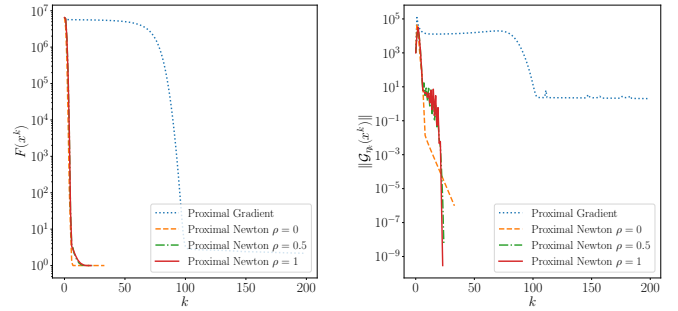 10^7
10^6
10^5
10^4
10^3
10^2
10^1
10^0
F(x^k)
0 50 100 150 200
k
Proximal Gradient
Proximal Newton ρ = 0
Proximal Newton ρ = 0.5
Proximal Newton ρ = 1
10^5
10^3
10^1
10^-1
10^-3
10^-5
10^-7
10^-9
‖𝒢_{η_k}(x^k)‖
0 50 100 150 200
k
Proximal Gradient
Proximal Newton ρ = 0
Proximal Newton ρ = 0.5
Proximal Newton ρ = 1